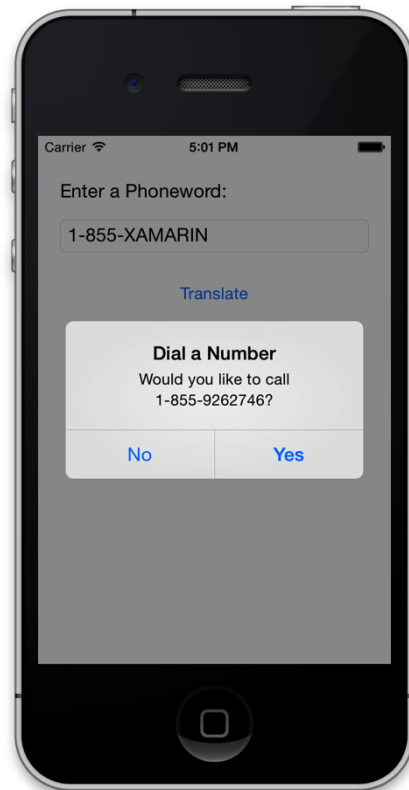 Carrier 5:01 PM
Enter a Phoneword:
1-855-XAMARIN
Translate
Dial a Number
Would you like to call
1-855-9262746?
No Yes